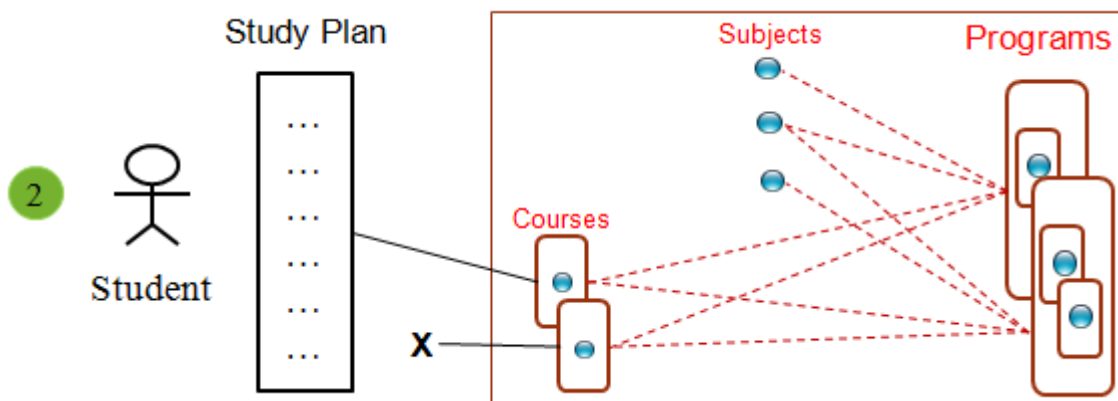 Study Plan
Subjects
Programs
...
...
2
...
Courses
...
Student
...
X
...